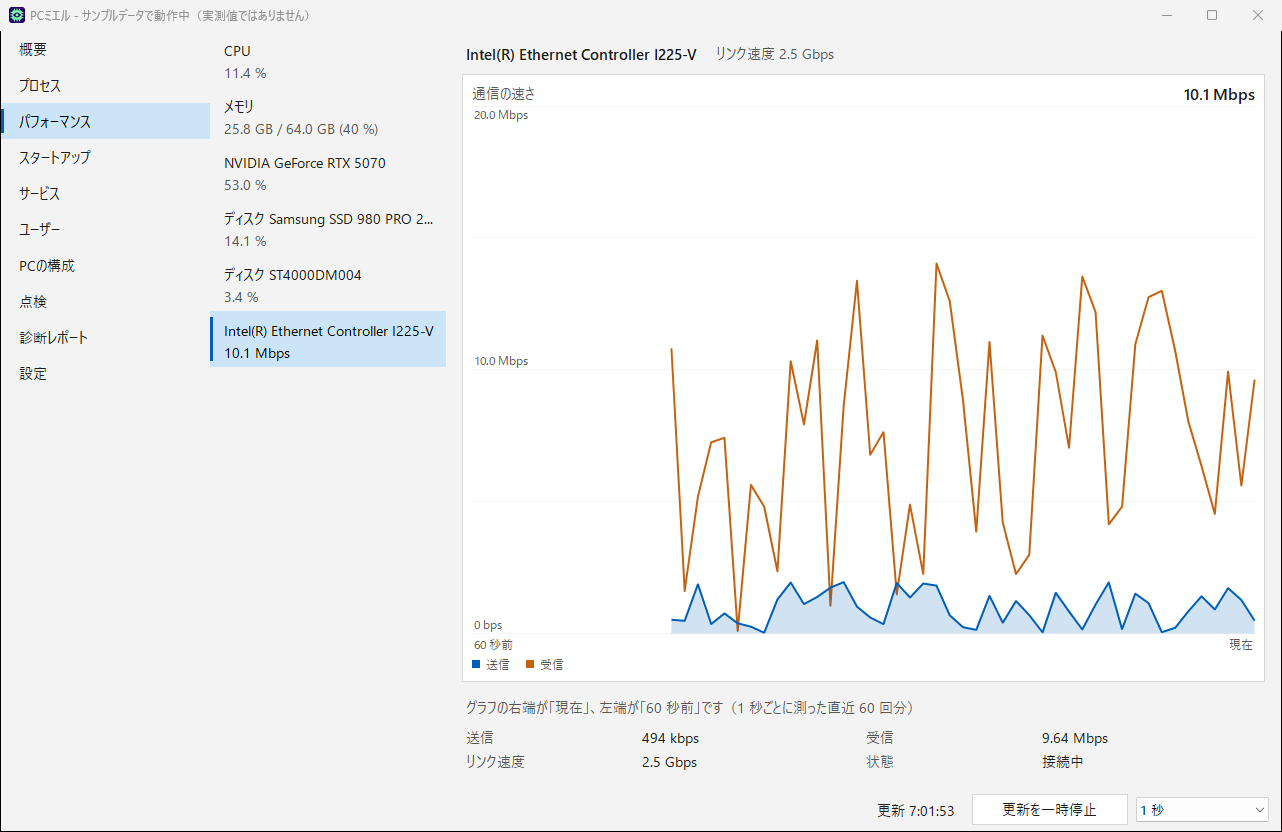 PCミエル - サンプルデータで動作中（実測値ではありません）
概要
プロセス
パフォーマンス
スタートアップ
サービス
ユーザー
PCの構成
点検
診断レポート
設定
CPU
11.4 %
メモリ
25.8 GB / 64.0 GB (40 %)
NVIDIA GeForce RTX 5070
53.0 %
ディスク Samsung SSD 980 PRO 2...
14.1 %
ディスク ST4000DM004
3.4 %
Intel(R) Ethernet Controller I225-V
10.1 Mbps
Intel(R) Ethernet Controller I225-V リンク速度 2.5 Gbps
通信の速さ 10.1 Mbps
20.0 Mbps
10.0 Mbps
0 bps
60 秒前 現在
送信 受信
グラフの右端が「現在」、左端が「60 秒前」です（1 秒ごとに測った直近 60 回分）
送信 494 kbps 受信 9.64 Mbps
リンク速度 2.5 Gbps 状態 接続中
更新 7:01:53 更新を一時停止 1 秒